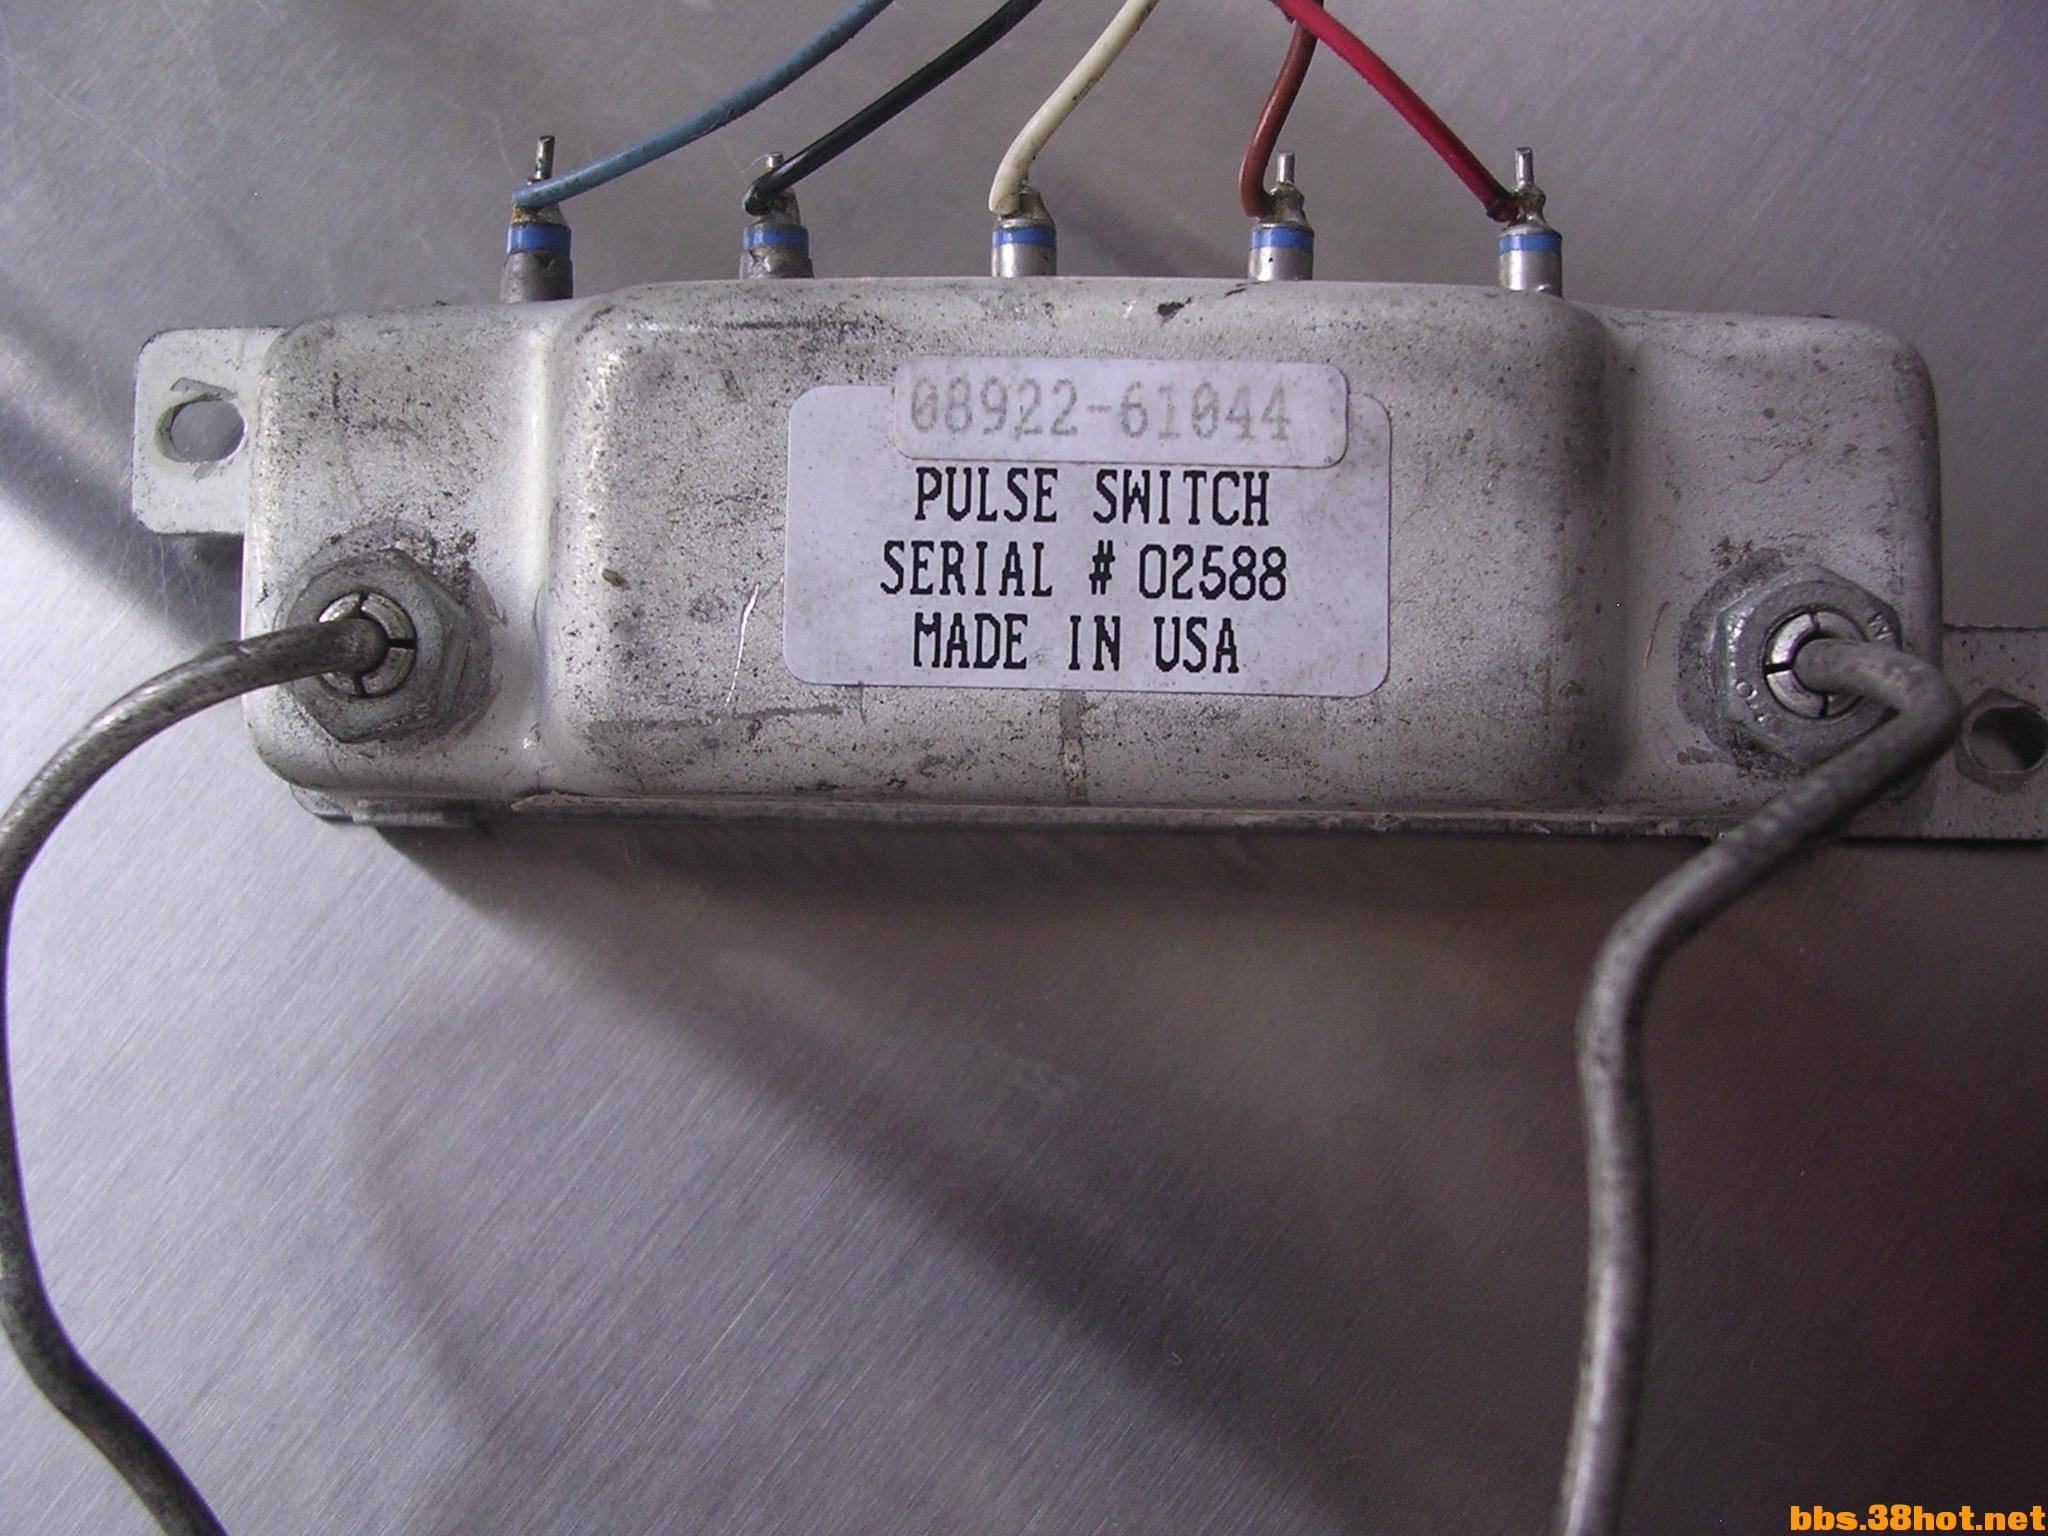 08922-61044
PULSE SWITCH
SERIAL # 02588
MADE IN USA
bbs.38hot.net